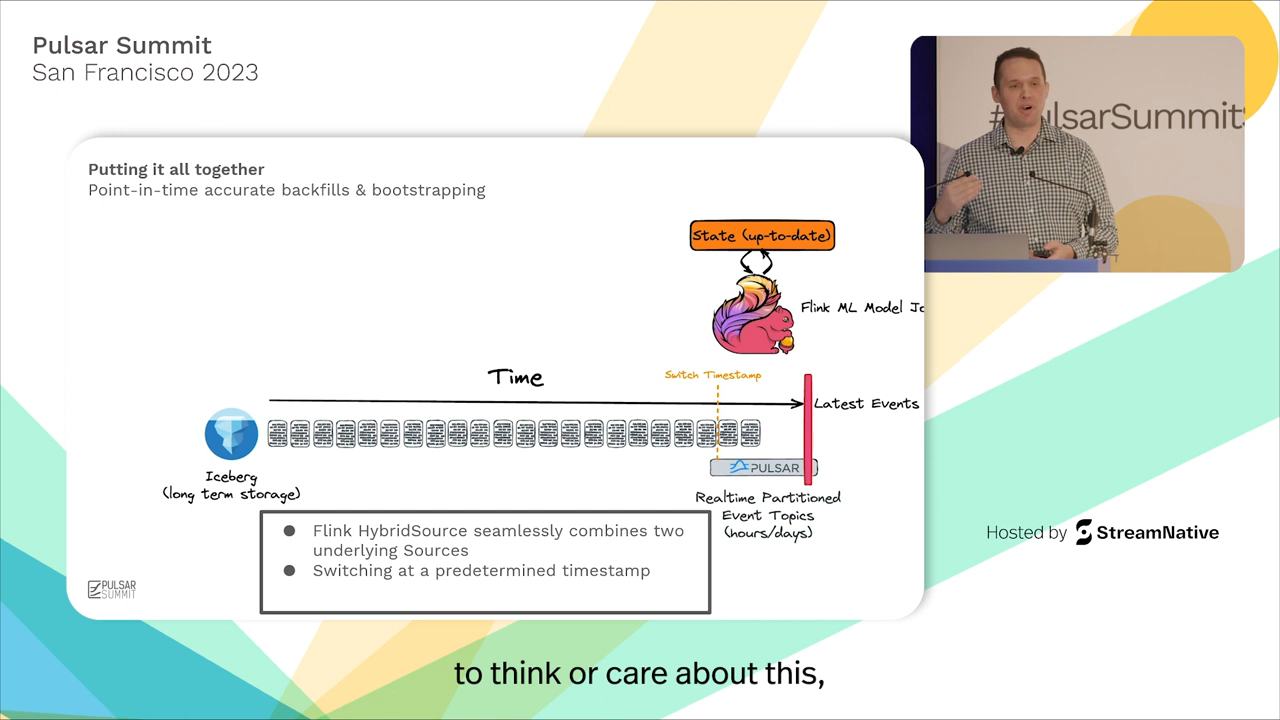 Pulsar Summit
San Francisco 2023
#PulsarSummitS
Putting it all together
Point-in-time accurate backfills & bootstrapping
State (up-to-date)
Flink ML Model Jo
Time
Switch Timestamp
Latest Events
PULSAR
Iceberg
(long term storage)
Realtime Partitioned
Event Topics
(hours/days)
Flink HybridSource seamlessly combines two
underlying Sources
Switching at a predetermined timestamp
PULSAR
SUMMIT
Hosted by StreamNative
to think or care about this,